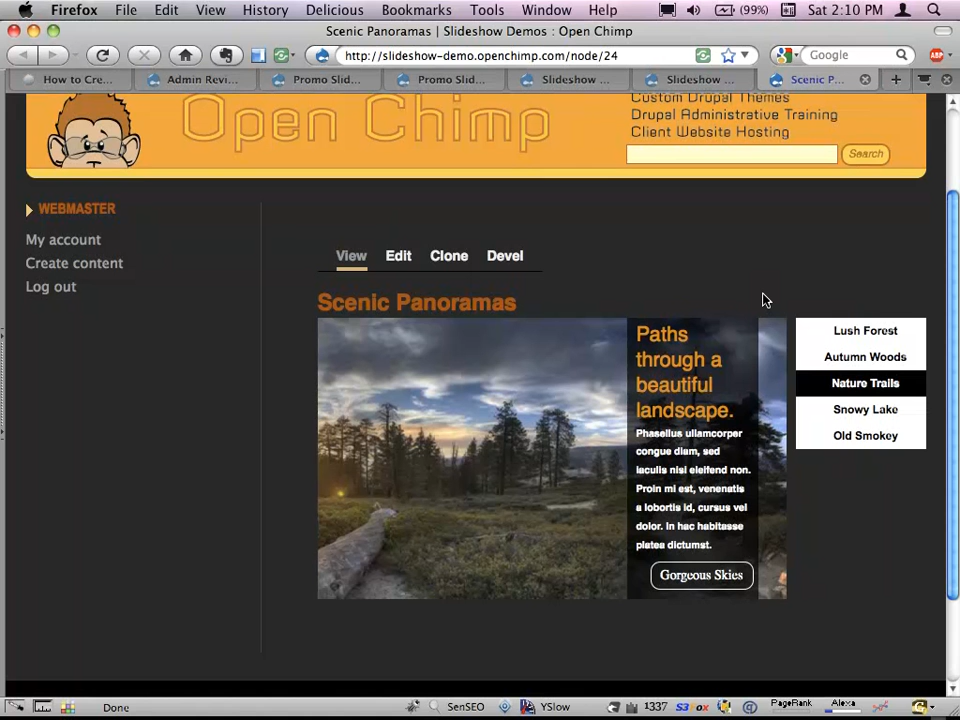 Firefox File Edit View History Delicious Bookmarks Tools Window Help (99%) Sat 2:10 PM
Scenic Panoramas | Slideshow Demos : Open Chimp
http://slideshow-demo.openchimp.com/node/24
Google
ABP
How to Cre...
Admin Revi...
Promo Slid...
Promo Slid...
Slideshow ...
Slideshow ...
Scenic P...
Open Chimp
Custom Drupal Themes
Drupal Administrative Training
Client Website Hosting
Search
WEBMASTER
My account
Create content
Log out
View Edit Clone Devel
Scenic Panoramas
Paths
through a
beautiful
landscape.
Phasellus ullamcorper
congue diam, sed
iaculis nisi eleifend non.
Proin mi est, venenatis
a lobortis id, cursus vel
dolor. In hac habitasse
platea dictumst.
Gorgeous Skies
Lush Forest
Autumn Woods
Nature Trails
Snowy Lake
Old Smokey
Done
SenSEO
YSlow
1337
S3Fox
PageRank
Alexa